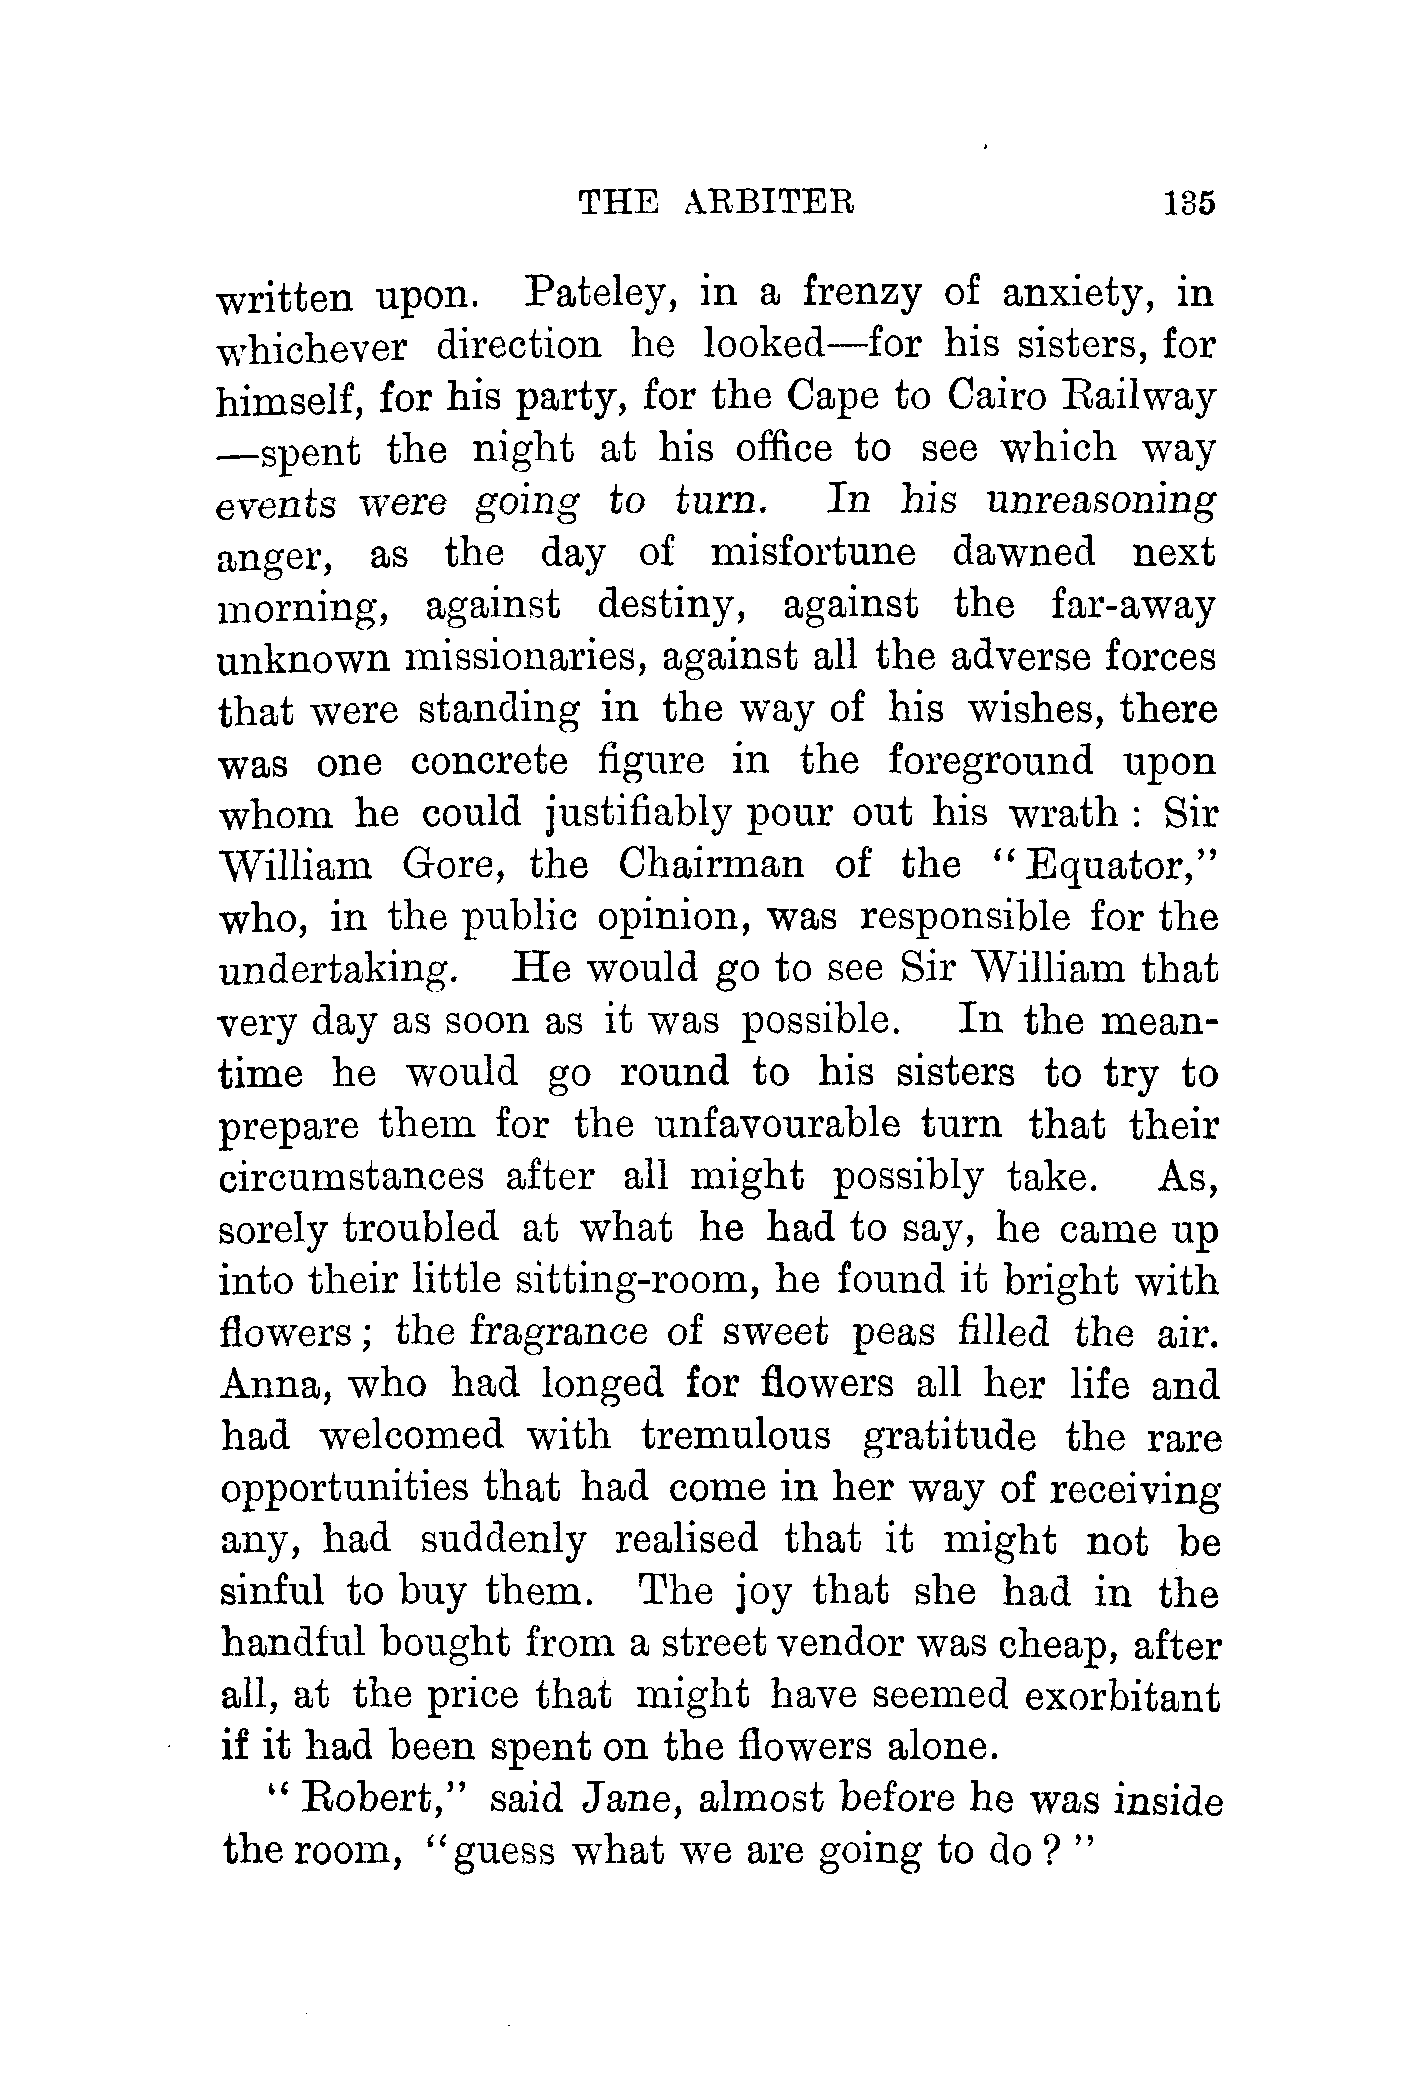 THE ARBITER 135
written upon. Pateley, in a frenzy of anxiety, in
whichever direction he looked—for his sisters, for
himself, for his party, for the Cape to Cairo Railway
—spent the night at his office to see which way
events were going to turn. In his unreasoning
anger, as the day of misfortune dawned next
morning, against destiny, against the far-away
unknown missionaries, against all the adverse forces
that were standing in the way of his wishes, there
was one concrete figure in the foreground upon
whom he could justifiably pour out his wrath : Sir
William Gore, the Chairman of the “ Equator,”
who, in the public opinion, was responsible for the
undertaking. He would go to see Sir William that
very day as soon as it was possible. In the mean-
time he would go round to his sisters to try to
prepare them for the unfavourable turn that their
circumstances after all might possibly take. As,
sorely troubled at what he had to say, he came up
into their little sitting-room, he found it bright with
flowers ; the fragrance of sweet peas filled the air.
Anna, who had longed for flowers all her life and
had welcomed with tremulous gratitude the rare
opportunities that had come in her way of receiving
any, had suddenly realised that it might not be
sinful to buy them. The joy that she had in the
handful bought from a street vendor was cheap, after
all, at the price that might have seemed exorbitant
if it had been spent on the flowers alone.
“ Robert,” said Jane, almost before he was inside
the room, “guess what we are going to do ? ”